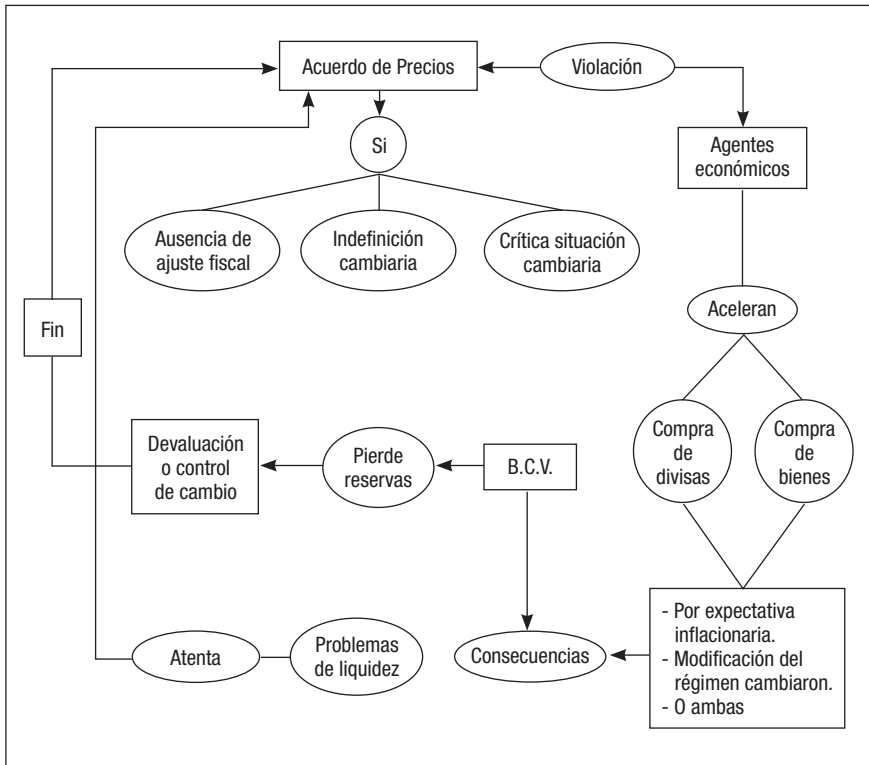 Acuerdo de Precios
Violación
Agentes
económicos
Si
Ausencia de
ajuste fiscal
Indefinición
cambiaria
Crítica situación
cambiaria
Aceleran
Fin
Compra
de
divisas
Compra
de
bienes
Devaluación
o control
de cambio
Pierde
reservas
B.C.V.
- Por expectativa
inflacionaria.
- Modificación del
régimen cambiaron.
- O ambas
Consecuencias
Problemas
de liquidez
Atenta